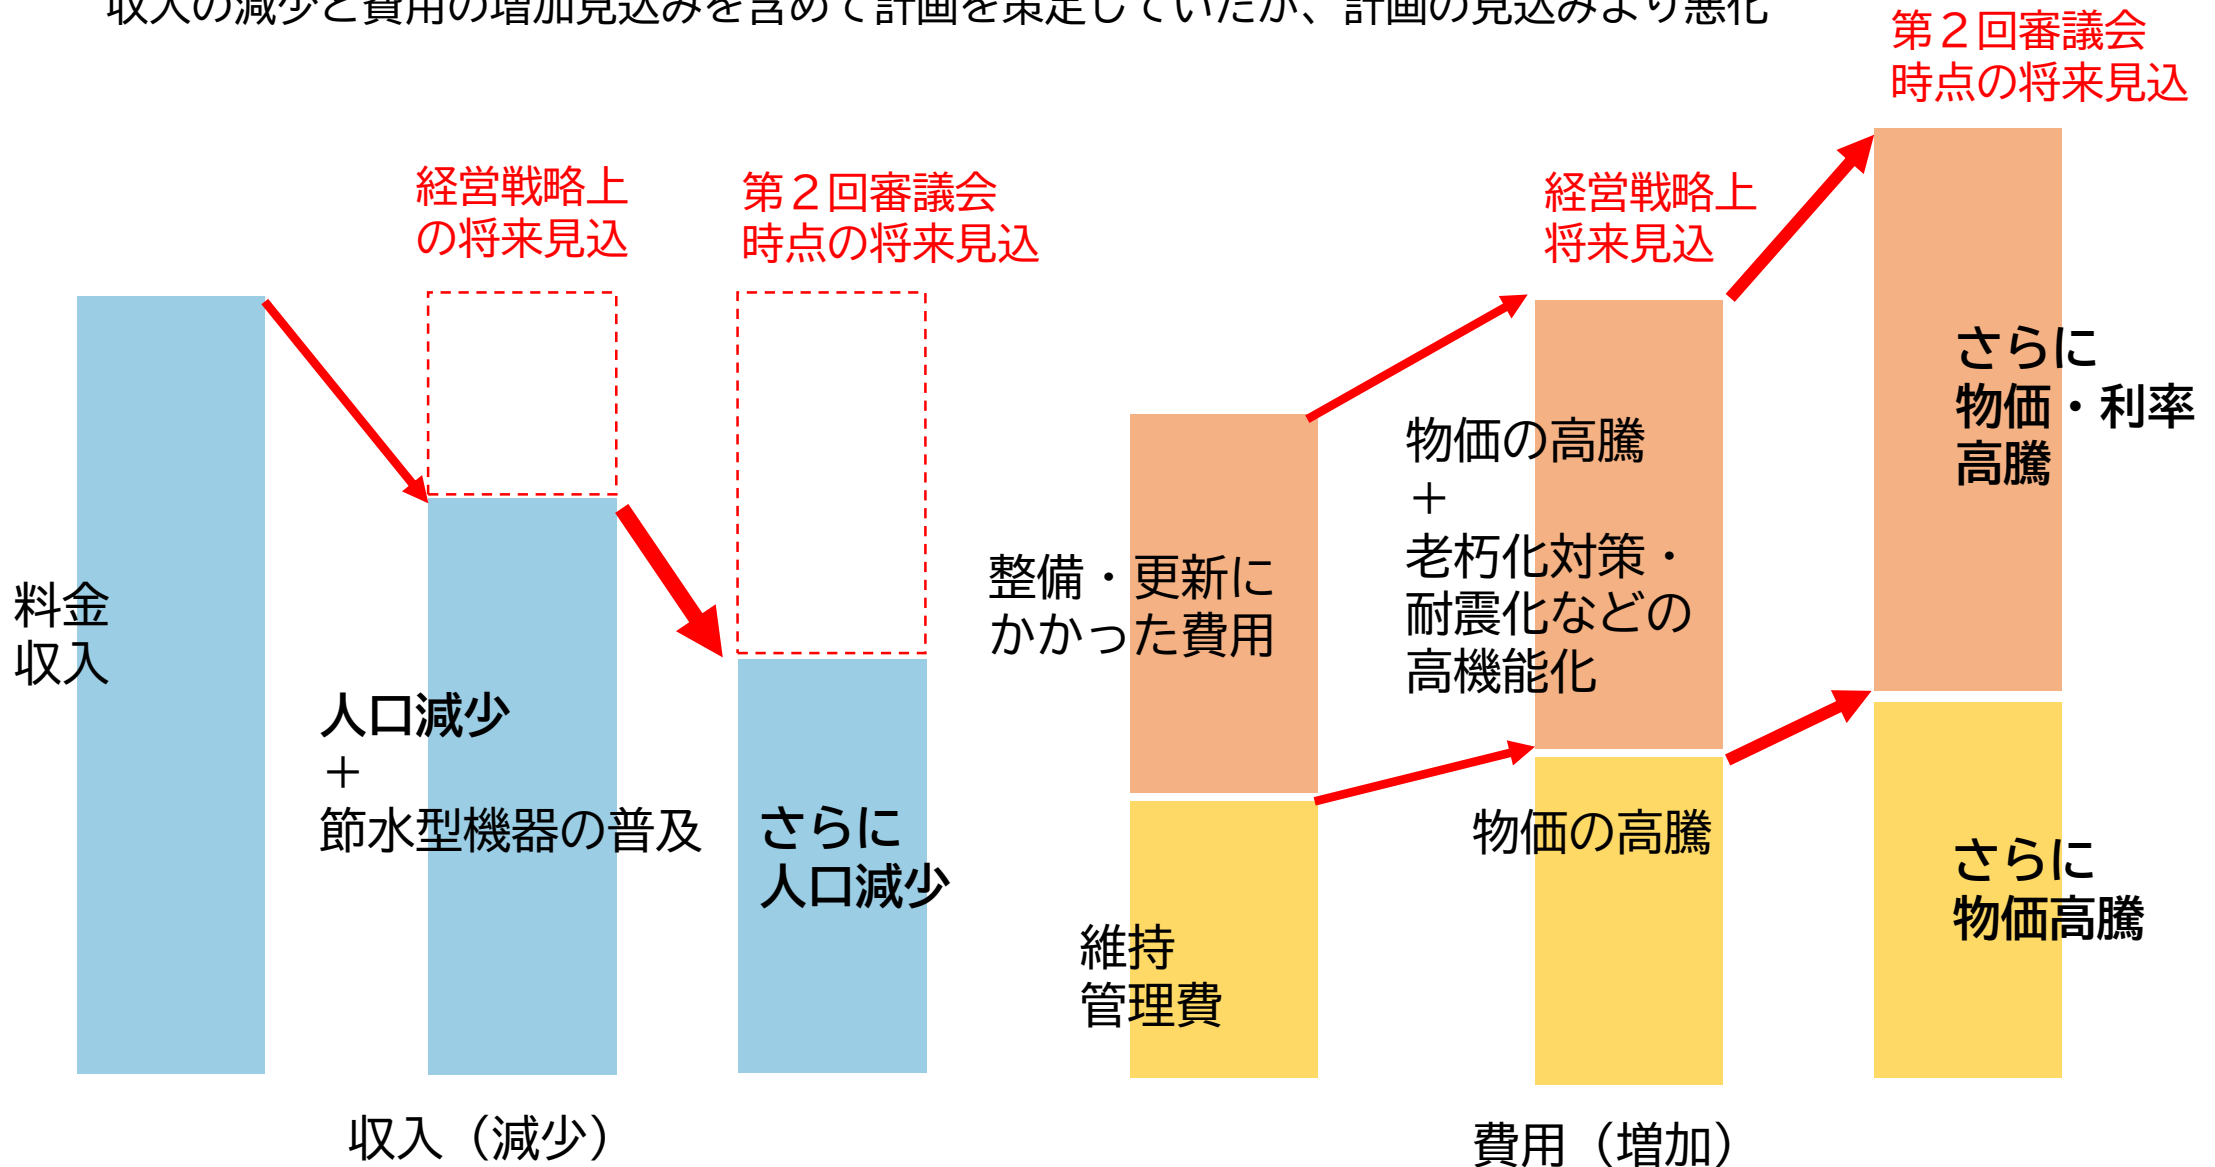 収入の減少と費用の増加見込みを含めて計画を策定していたが、計画の見込みより悪化
第２回審議会
時点の将来見込
経営戦略上
の将来見込
第２回審議会
時点の将来見込
経営戦略上
将来見込
料金
収入
人口減少
＋
節水型機器の普及
さらに
人口減少
整備・更新に
かかった費用
維持
管理費
物価の高騰
＋
老朽化対策・
耐震化などの
高機能化
物価の高騰
さらに
物価・利率
高騰
さらに
物価高騰
収入（減少）
費用（増加）